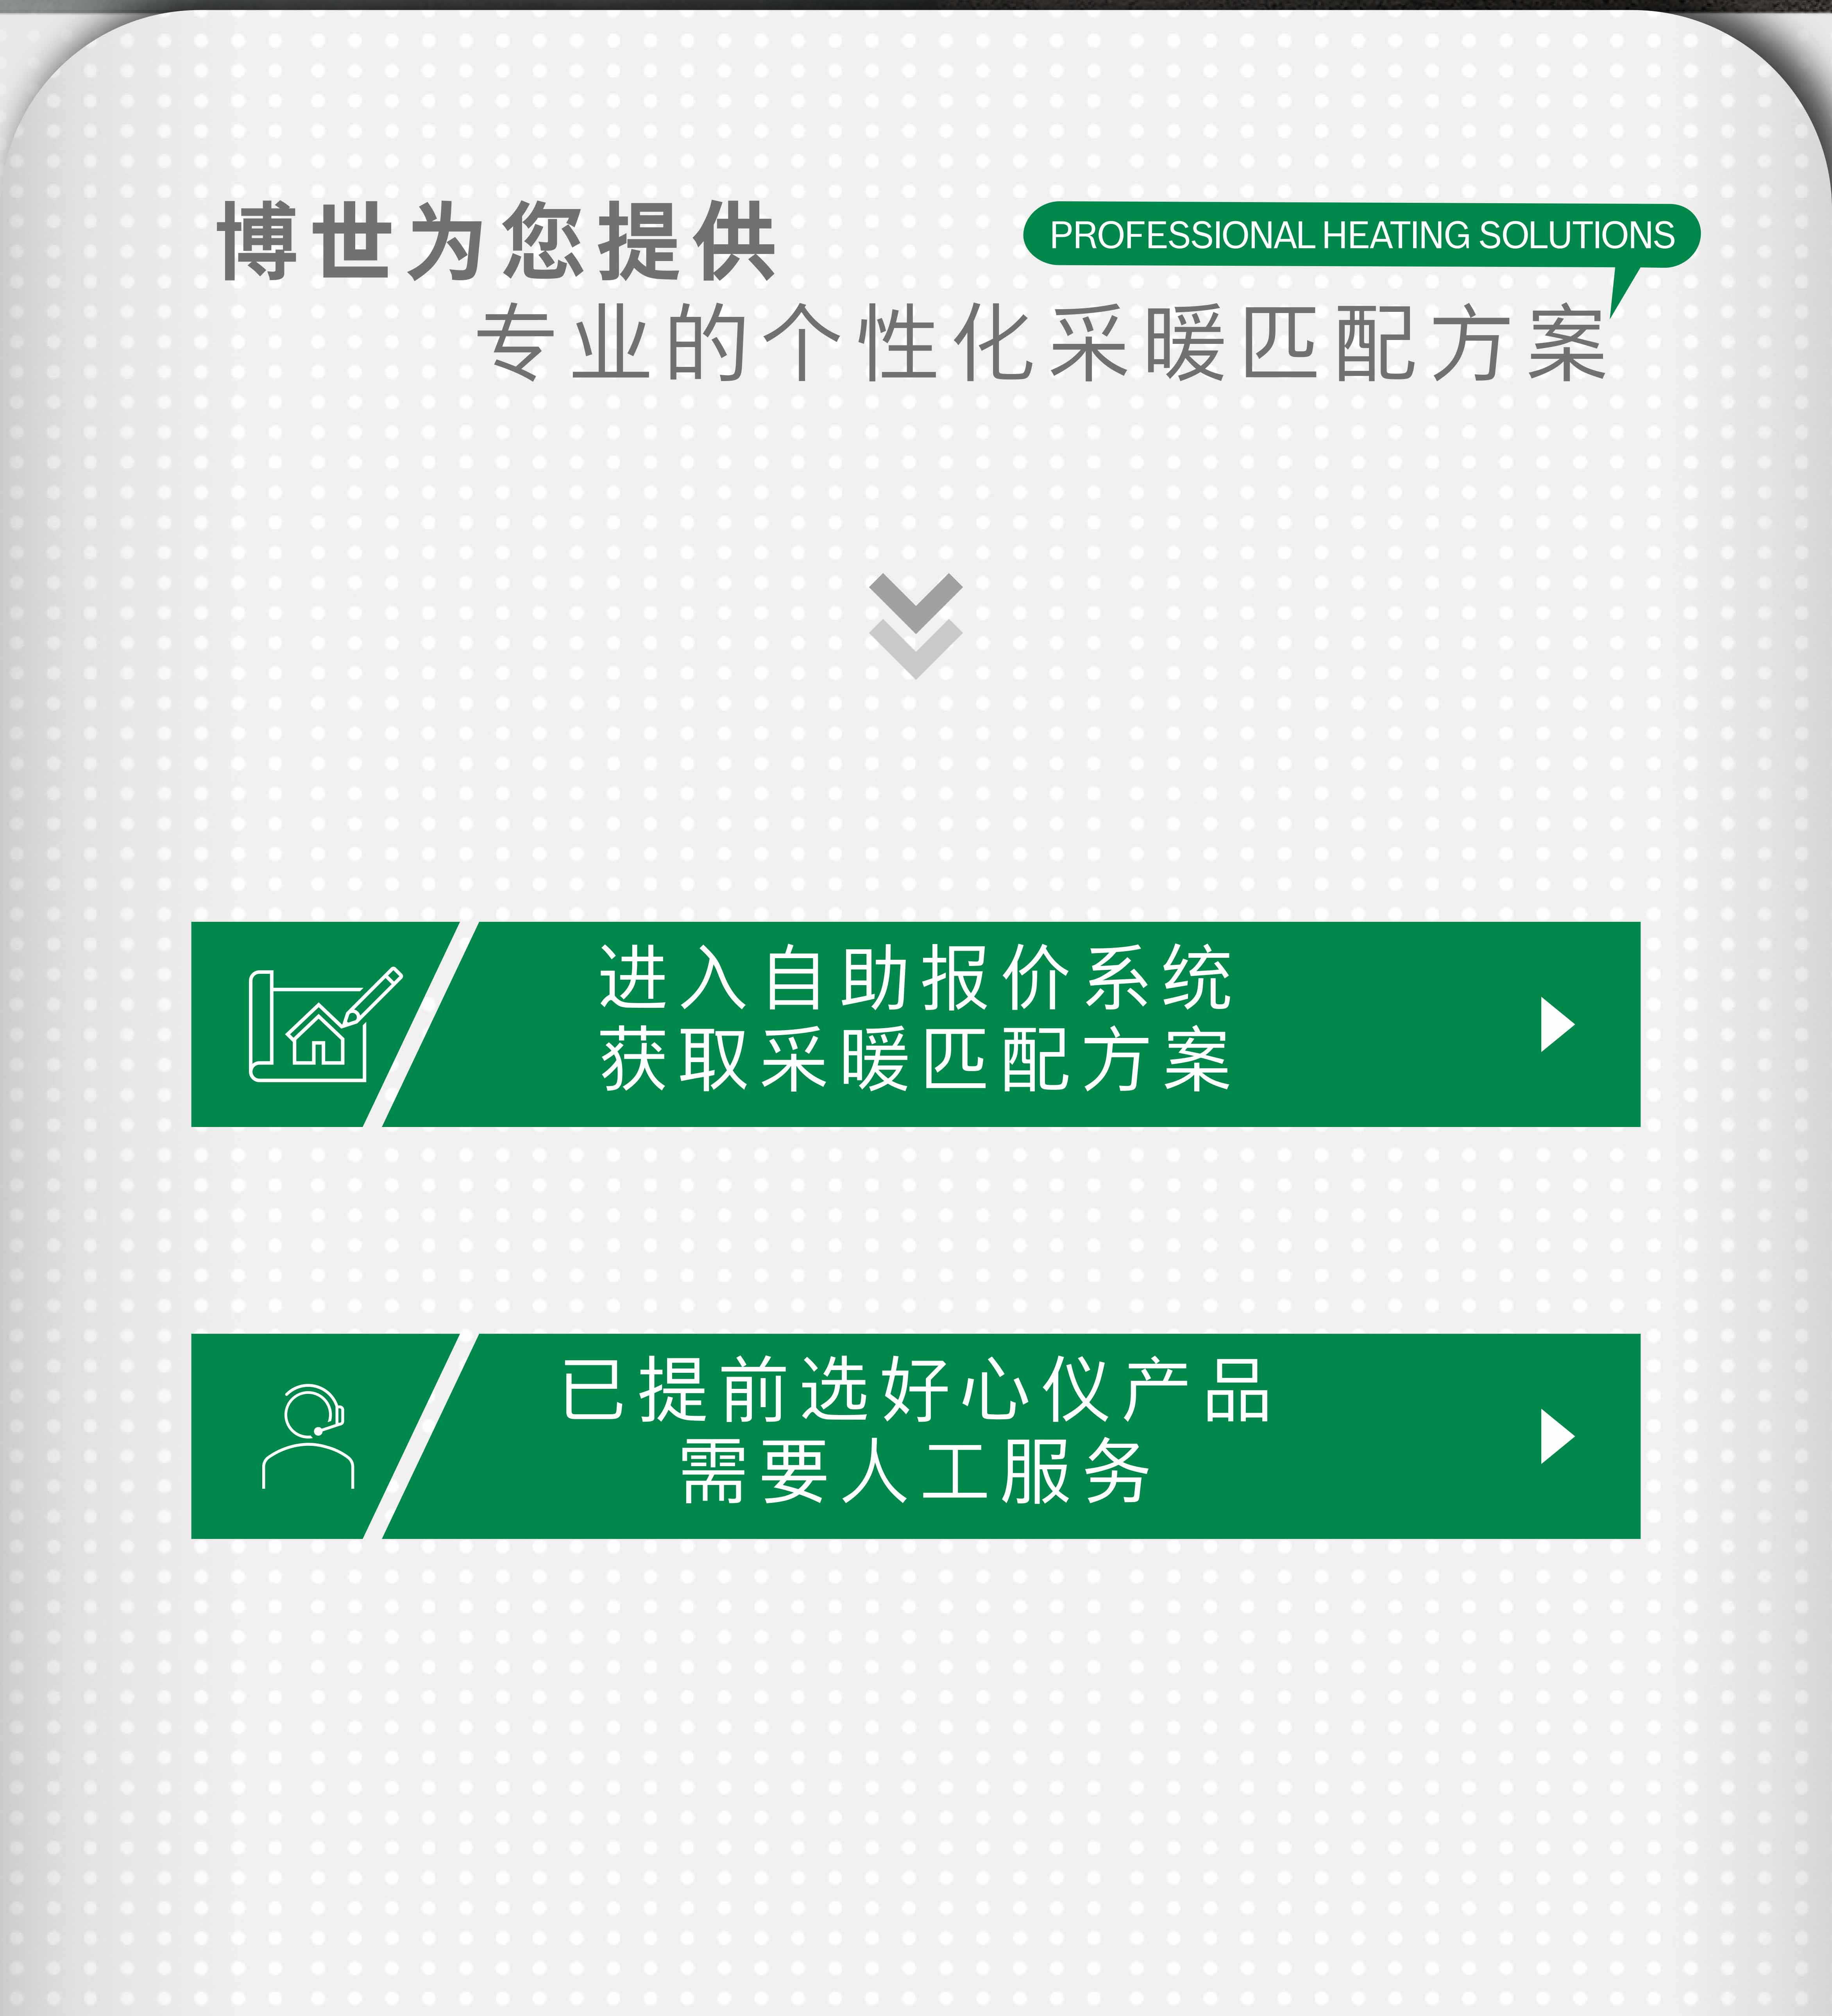 博世为您提供
PROFESSIONAL HEATING SOLUTIONS
专业的个性化采暖匹配方案
进入自助报价系统
获取采暖匹配方案
已提前选好心仪产品
需要人工服务